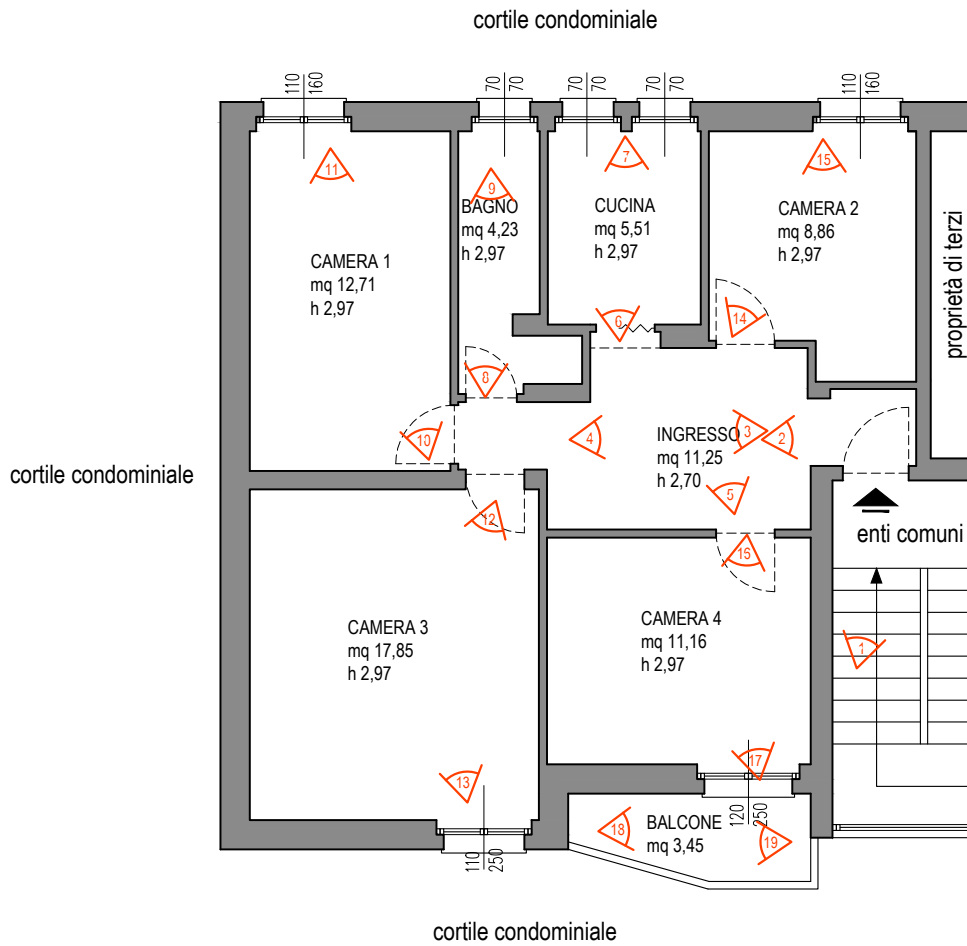 cortile condominiale
110
160
70
70
70
70
110
160
11
9
7
15
BAGNO
mq 4,23
h 2,97
CUCINA
mq 5,51
h 2,97
CAMERA 2
mq 8,86
h 2,97
CAMERA 1
mq 12,71
h 2,97
proprietà di terzi
6
14
8
10
4
3
2
INGRESSO
mq 11,25
h 2,70
cortile condominiale
5
12
enti comuni
15
CAMERA 3
mq 17,85
h 2,97
CAMERA 4
mq 11,16
h 2,97
1
17
13
120
250
18
BALCONE
mq 3,45
19
110
250
cortile condominiale